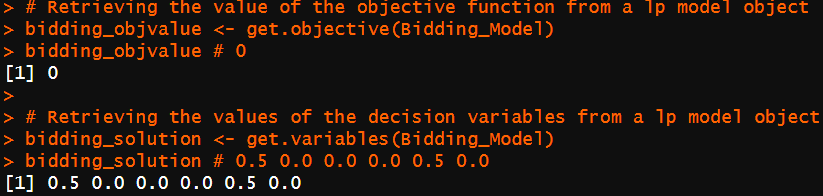 > # Retrieving the value of the objective function from a lp model object
> bidding_objvalue <- get.objective(Bidding_Model)
> bidding_objvalue # 0
[1] 0
>
> # Retrieving the values of the decision variables from a lp model object
> bidding_solution <- get.variables(Bidding_Model)
> bidding_solution # 0.5 0.0 0.0 0.0 0.5 0.0
[1] 0.5 0.0 0.0 0.0 0.5 0.0